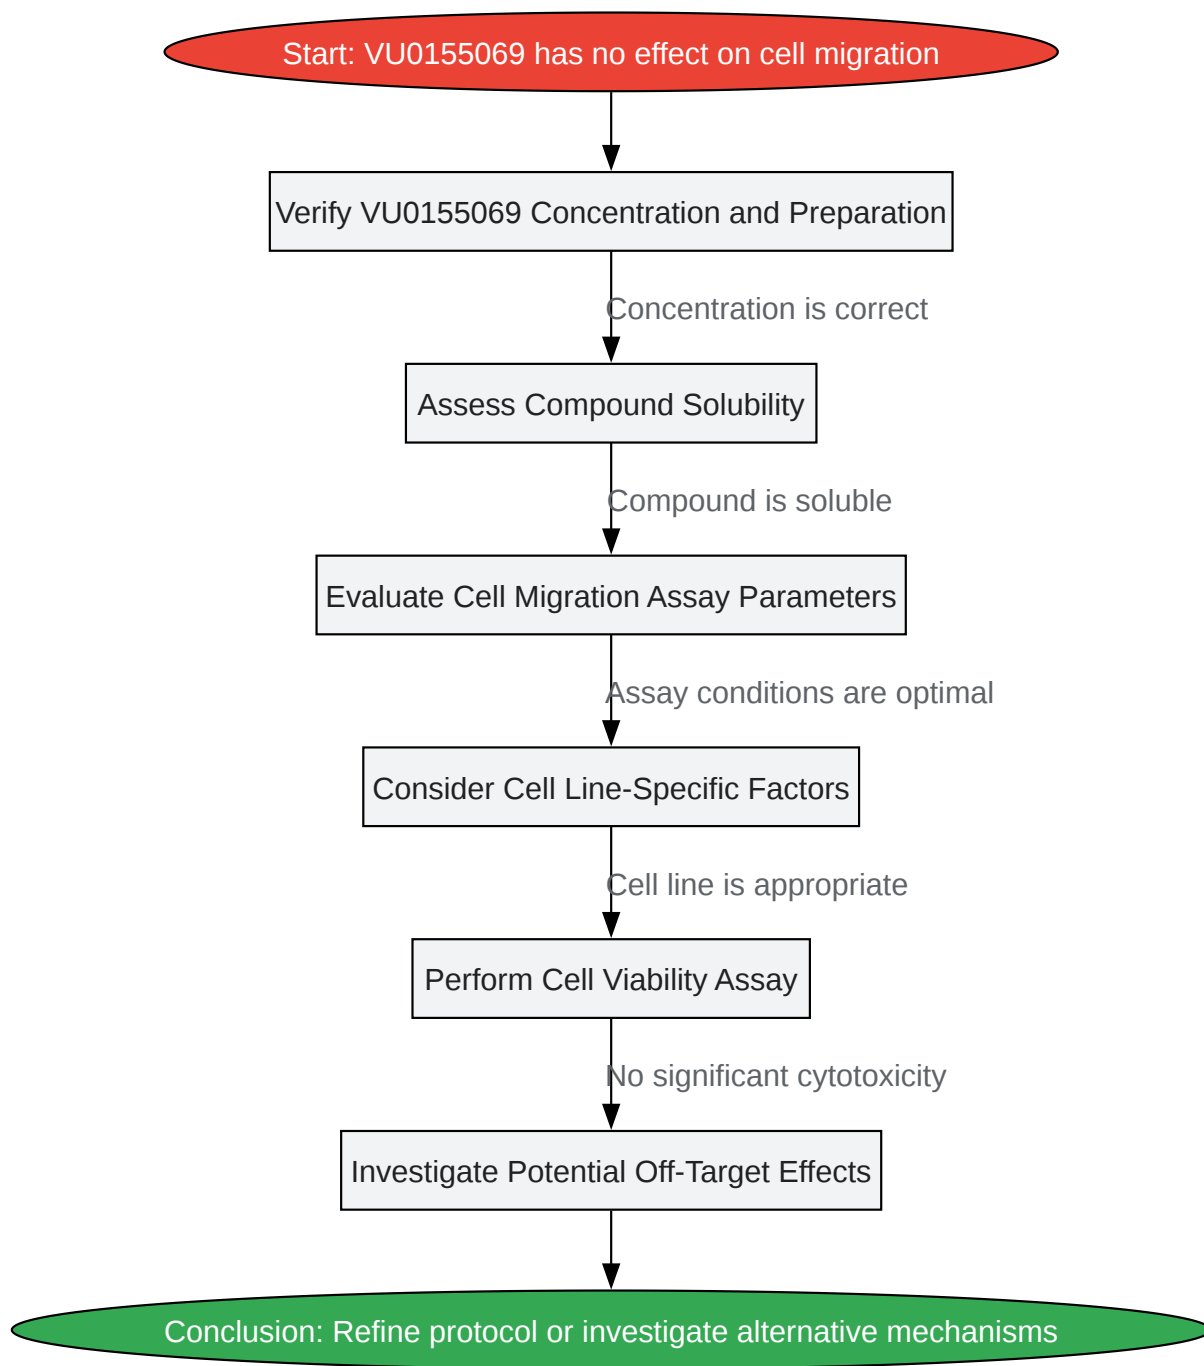 Start: VU0155069 has no effect on cell migration
Verify VU0155069 Concentration and Preparation
Concentration is correct
Assess Compound Solubility
Compound is soluble
Evaluate Cell Migration Assay Parameters
Assay conditions are optimal
Consider Cell Line-Specific Factors
Cell line is appropriate
Perform Cell Viability Assay
No significant cytotoxicity
Investigate Potential Off-Target Effects
Conclusion: Refine protocol or investigate alternative mechanisms